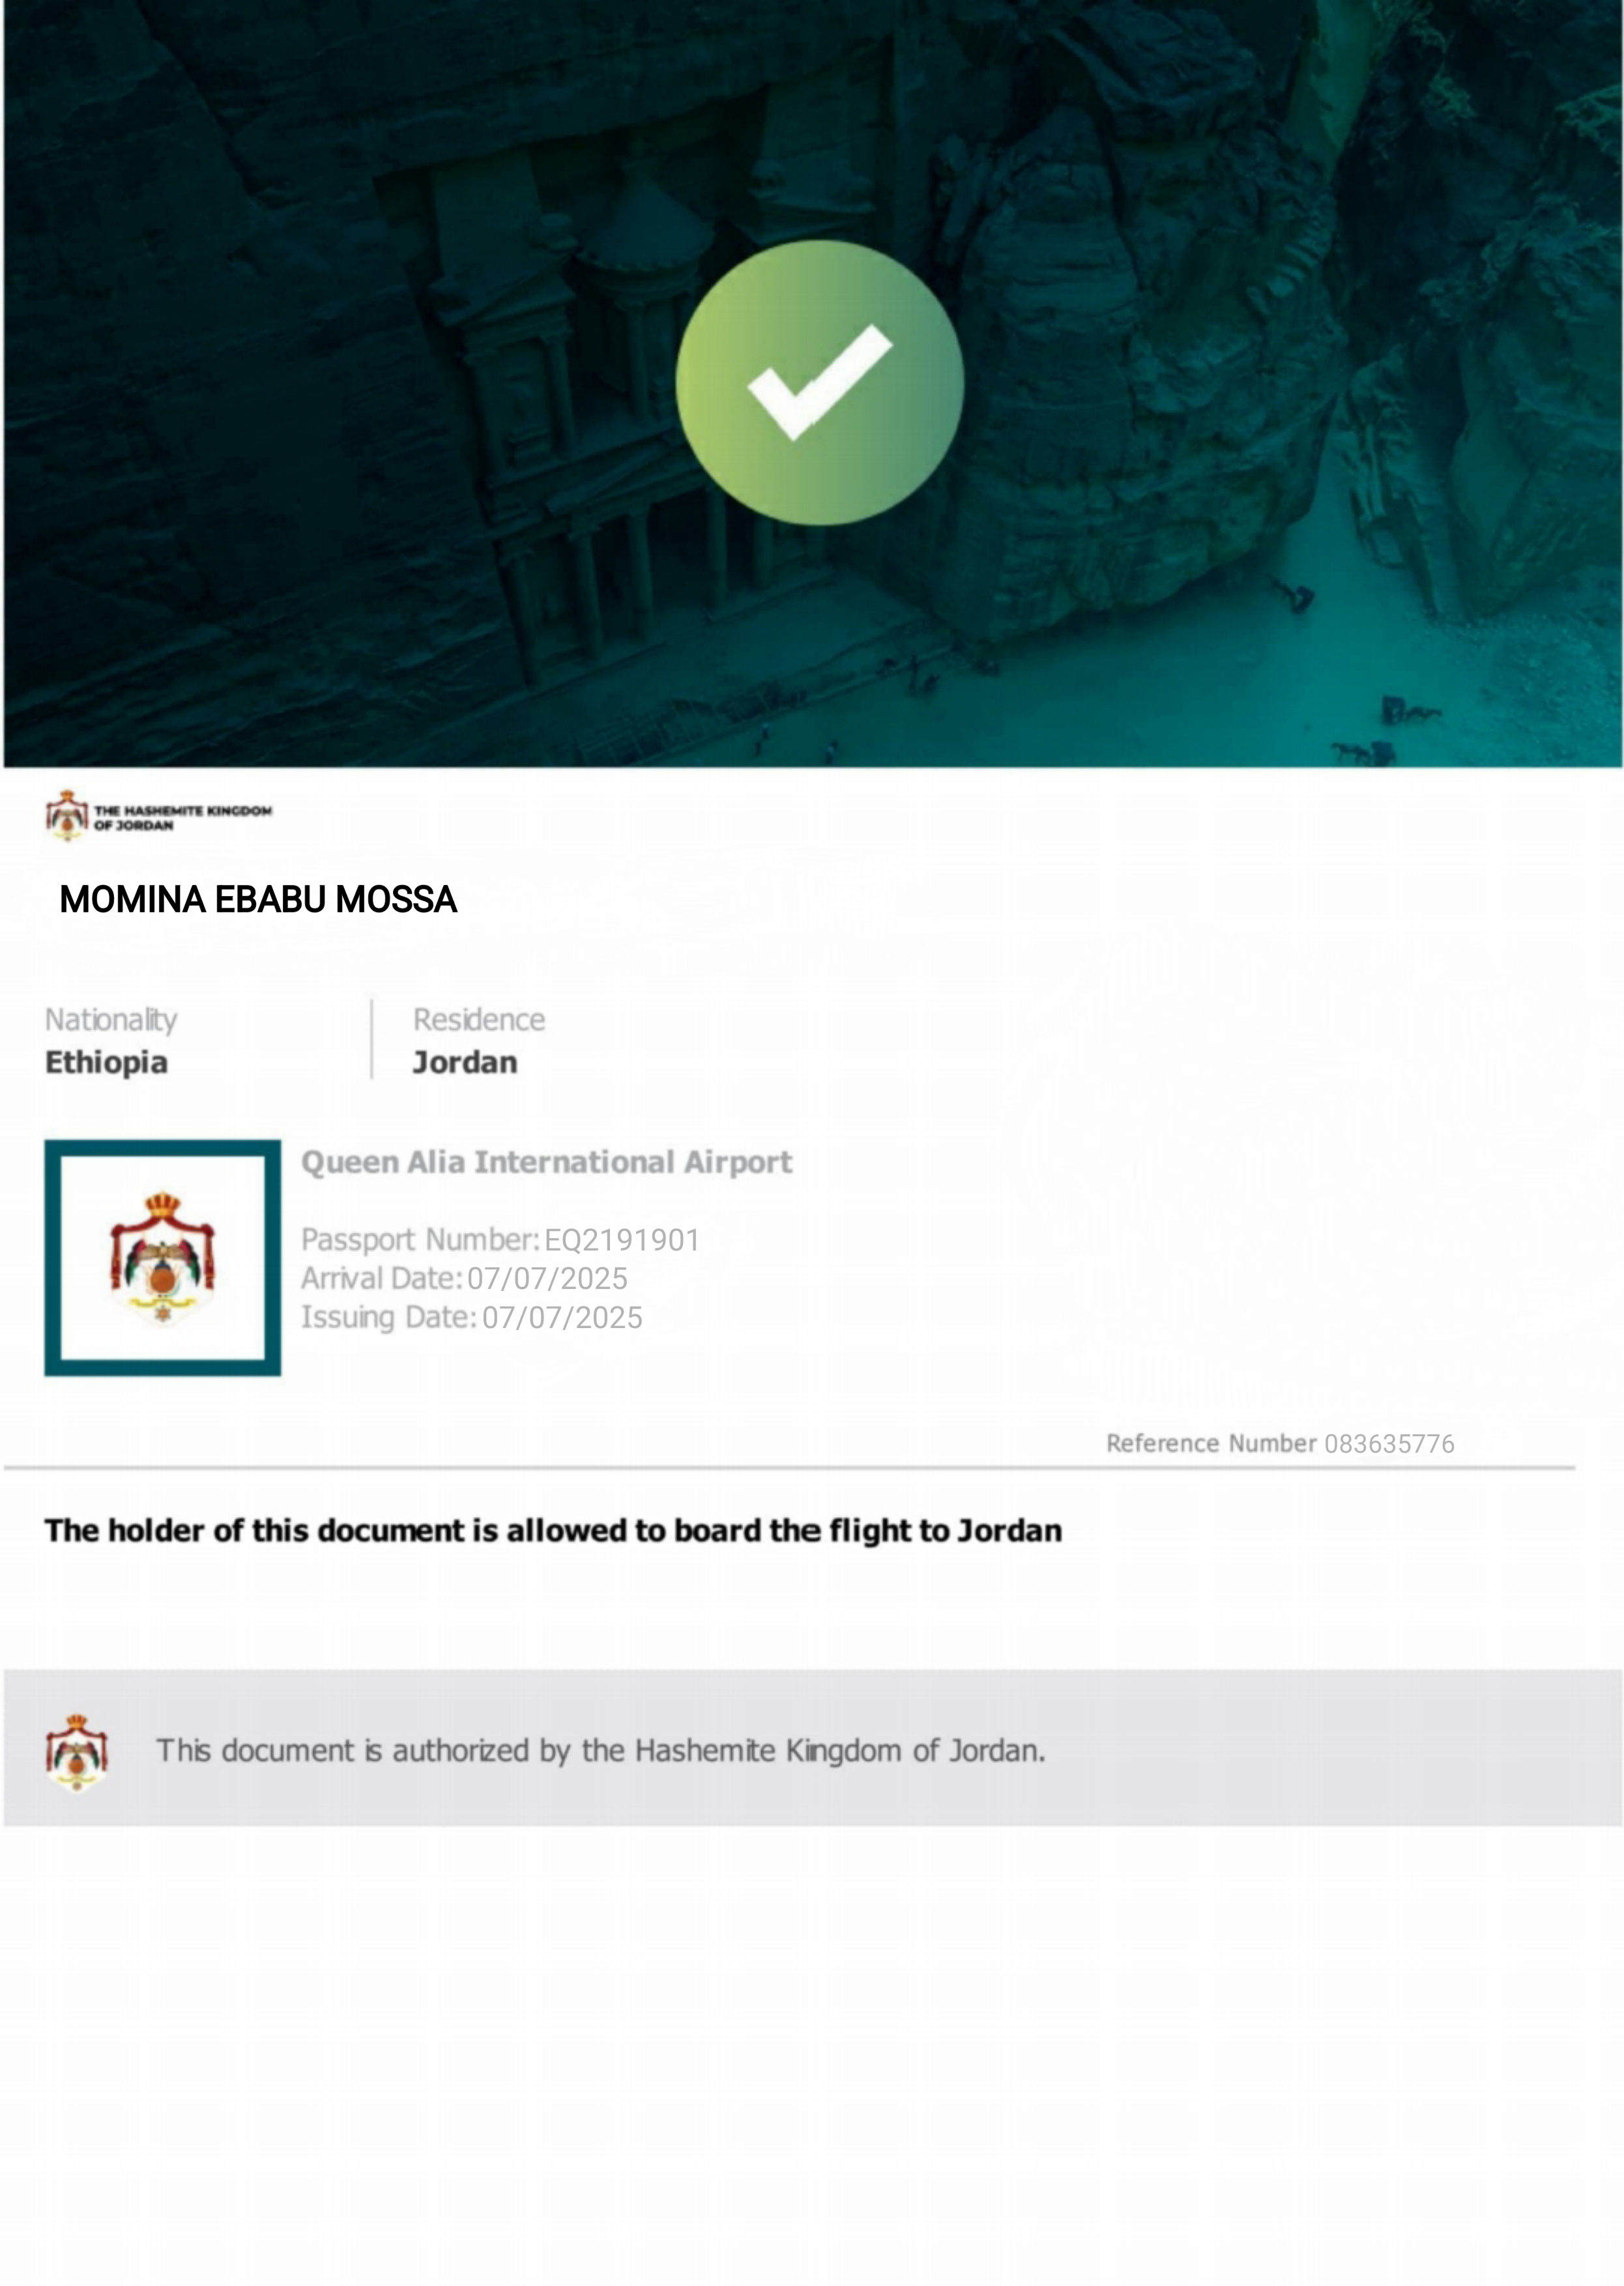 THE HASHEMITE KINGDOM
OF JORDAN
MOMINA EBABU MOSSA
Nationality
Ethiopia
Residence
Jordan
Queen Alia International Airport
Passport Number: EQ2191901
Arrival Date: 07/07/2025
Issuing Date: 07/07/2025
Reference Number 083635776
The holder of this document is allowed to board the flight to Jordan
This document is authorized by the Hashemite Kingdom of Jordan.